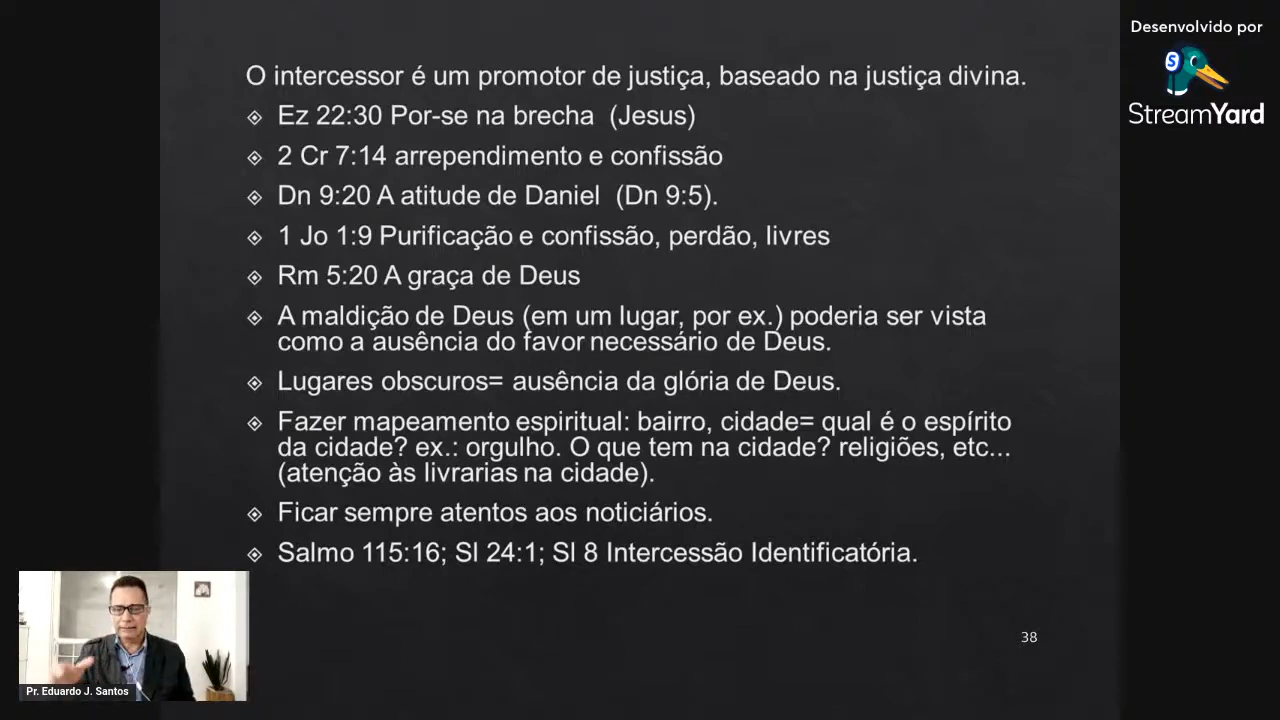 Desenvolvido por
StreamYard
O intercessor é um promotor de justiça, baseado na justiça divina.
Ez 22:30 Por-se na brecha (Jesus)
2 Cr 7:14 arrependimento e confissão
Dn 9:20 A atitude de Daniel (Dn 9:5).
1 Jo 1:9 Purificação e confissão, perdão, livres
Rm 5:20 A graça de Deus
A maldição de Deus (em um lugar, por ex.) poderia ser vista
como a ausência do favor necessário de Deus.
Lugares obscuros= ausência da glória de Deus.
Fazer mapeamento espiritual: bairro, cidade= qual é o espírito
da cidade? ex.: orgulho. O que tem na cidade? religiões, etc...
(atenção às livrarias na cidade).
Ficar sempre atentos aos noticiários.
Salmo 115:16; Sl 24:1; Sl 8 Intercessão Identificatória.
38
Pr. Eduardo J. Santos